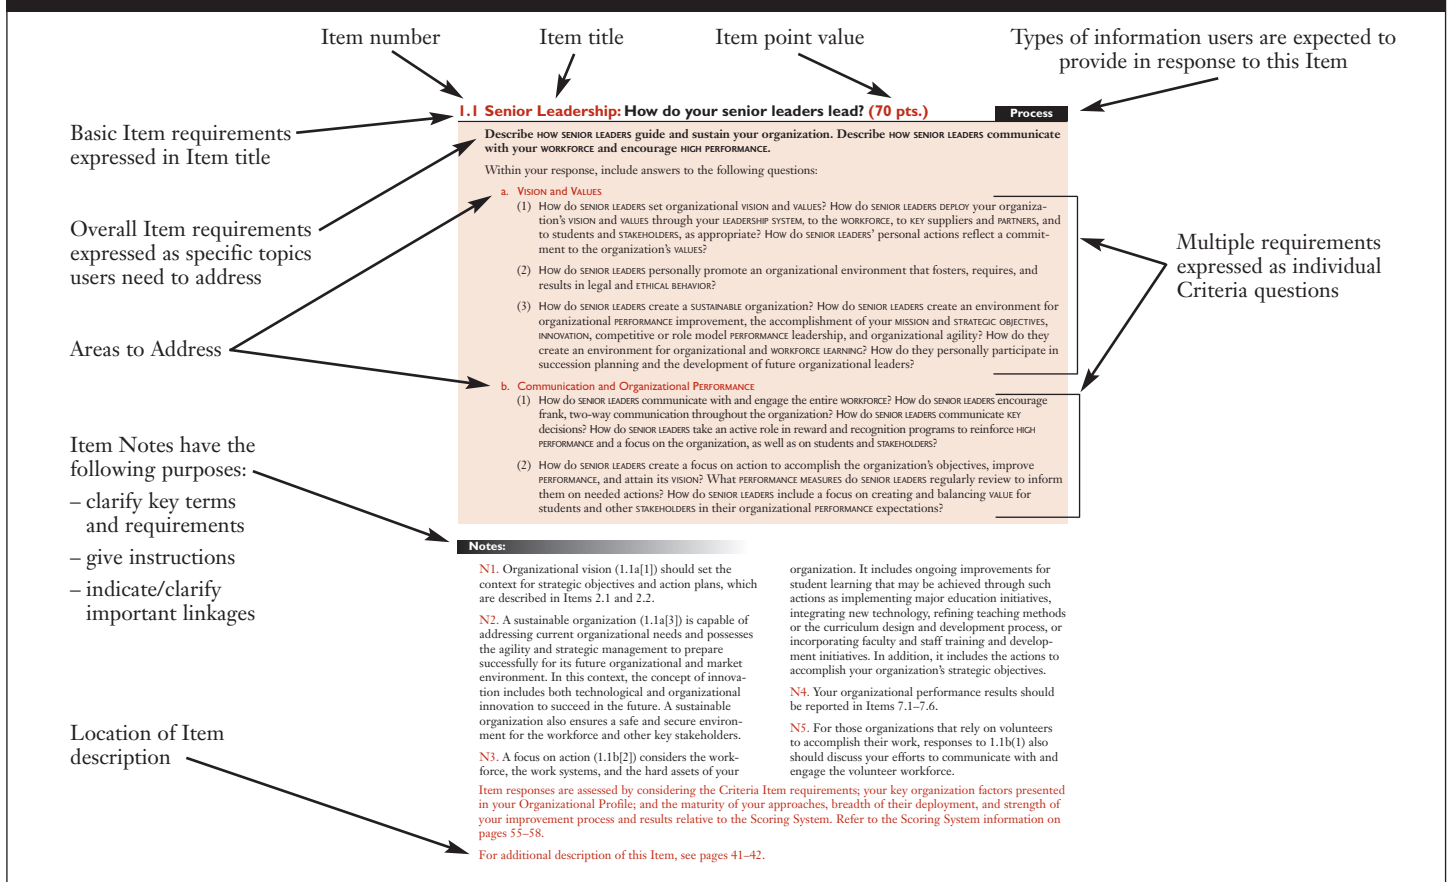 Item number
Item title
Item point value
Types of information users are expected to
provide in response to this Item
Basic Item requirements
expressed in Item title
Overall Item requirements
expressed as specific topics
users need to address
Areas to Address
Item Notes have the
following purposes:
– clarify key terms
and requirements
– give instructions
– indicate/clarify
important linkages
Location of Item
description
1.1 Senior Leadership: How do your senior leaders lead? (70 pts.)
Process
Describe HOW SENIOR LEADERS guide and sustain your organization. Describe HOW SENIOR LEADERS communicate
with your WORKFORCE and encourage HIGH PERFORMANCE.
Within your response, include answers to the following questions:
a. VISION and VALUES
(1) HOW do SENIOR LEADERS set organizational VISION and VALUES? HOW do SENIOR LEADERS DEPLOY your organiza-
tion’s VISION and VALUES through your LEADERSHIP SYSTEM, to the WORKFORCE, to KEY suppliers and PARTNERS, and
to students and STAKEHOLDERS, as appropriate? HOW do SENIOR LEADERS’ personal actions reflect a commit-
ment to the organization’s VALUES?
(2) HOW do SENIOR LEADERS personally promote an organizational environment that fosters, requires, and
results in legal and ETHICAL BEHAVIOR?
(3) HOW do SENIOR LEADERS create a SUSTAINABLE organization? HOW do SENIOR LEADERS create an environment for
organizational PERFORMANCE improvement, the accomplishment of your MISSION and STRATEGIC OBJECTIVES,
INNOVATION, competitive or role model PERFORMANCE leadership, and organizational agility? HOW do they
create an environment for organizational and WORKFORCE LEARNING? HOW do they personally participate in
succession planning and the development of future organizational leaders?
b. Communication and Organizational PERFORMANCE
(1) HOW do SENIOR LEADERS communicate with and engage the entire WORKFORCE? HOW do SENIOR LEADERS encourage
frank, two-way communication throughout the organization? HOW do SENIOR LEADERS communicate KEY
decisions? HOW do SENIOR LEADERS take an active role in reward and recognition programs to reinforce HIGH
PERFORMANCE and a focus on the organization, as well as on students and STAKEHOLDERS?
(2) HOW do SENIOR LEADERS create a focus on action to accomplish the organization’s objectives, improve
PERFORMANCE, and attain its VISION? What PERFORMANCE MEASURES do SENIOR LEADERS regularly review to inform
them on needed actions? HOW do SENIOR LEADERS include a focus on creating and balancing VALUE for
students and other STAKEHOLDERS in their organizational PERFORMANCE expectations?
Multiple requirements
expressed as individual
Criteria questions
Notes:
N1. Organizational vision (1.1a[1]) should set the
context for strategic objectives and action plans, which
are described in Items 2.1 and 2.2.
N2. A sustainable organization (1.1a[3]) is capable of
addressing current organizational needs and possesses
the agility and strategic management to prepare
successfully for its future organizational and market
environment. In this context, the concept of innova-
tion includes both technological and organizational
innovation to succeed in the future. A sustainable
organization also ensures a safe and secure environ-
ment for the workforce and other key stakeholders.
N3. A focus on action (1.1b[2]) considers the work-
force, the work systems, and the hard assets of your
organization. It includes ongoing improvements for
student learning that may be achieved through such
actions as implementing major education initiatives,
integrating new technology, refining teaching methods
or the curriculum design and development process, or
incorporating faculty and staff training and develop-
ment initiatives. In addition, it includes the actions to
accomplish your organization’s strategic objectives.
N4. Your organizational performance results should
be reported in Items 7.1–7.6.
N5. For those organizations that rely on volunteers
to accomplish their work, responses to 1.1b(1) also
should discuss your efforts to communicate with and
engage the volunteer workforce.
Item responses are assessed by considering the Criteria Item requirements; your key organization factors presented
in your Organizational Profile; and the maturity of your approaches, breadth of their deployment, and strength of
your improvement process and results relative to the Scoring System. Refer to the Scoring System information on
pages 55–58.
For additional description of this Item, see pages 41–42.